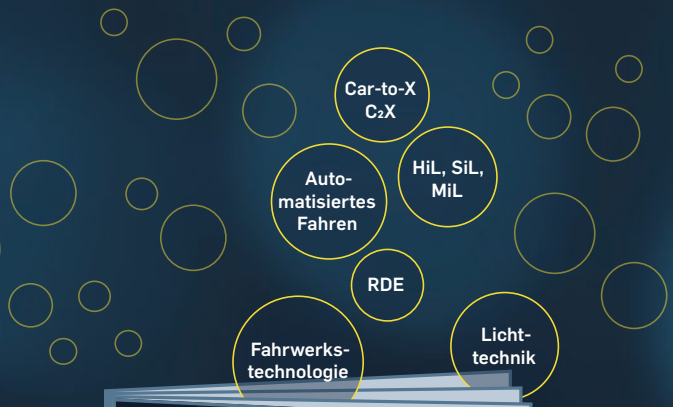 Car-to-X
C₂X
HiL, SiL,
MiL
Auto-
matisiertes
Fahren
RDE
Fahrwerks-
technologie
Licht-
technik